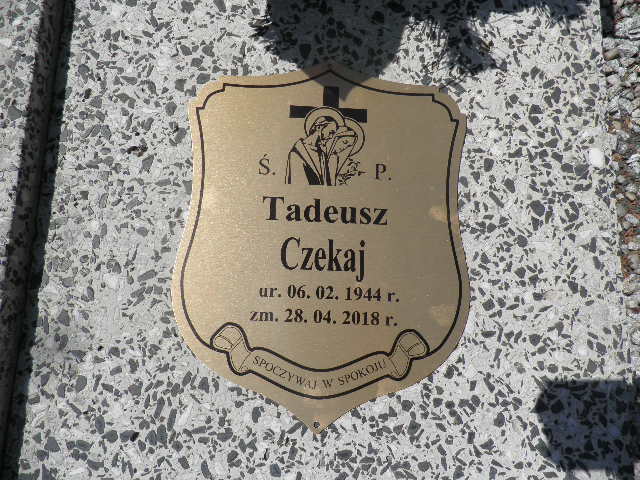 Ś. P.
Tadeusz
Czekaj
ur. 06. 02. 1944 r.
zm. 28. 04. 2018 r.
SPOCZYWAJ W SPOKOJU